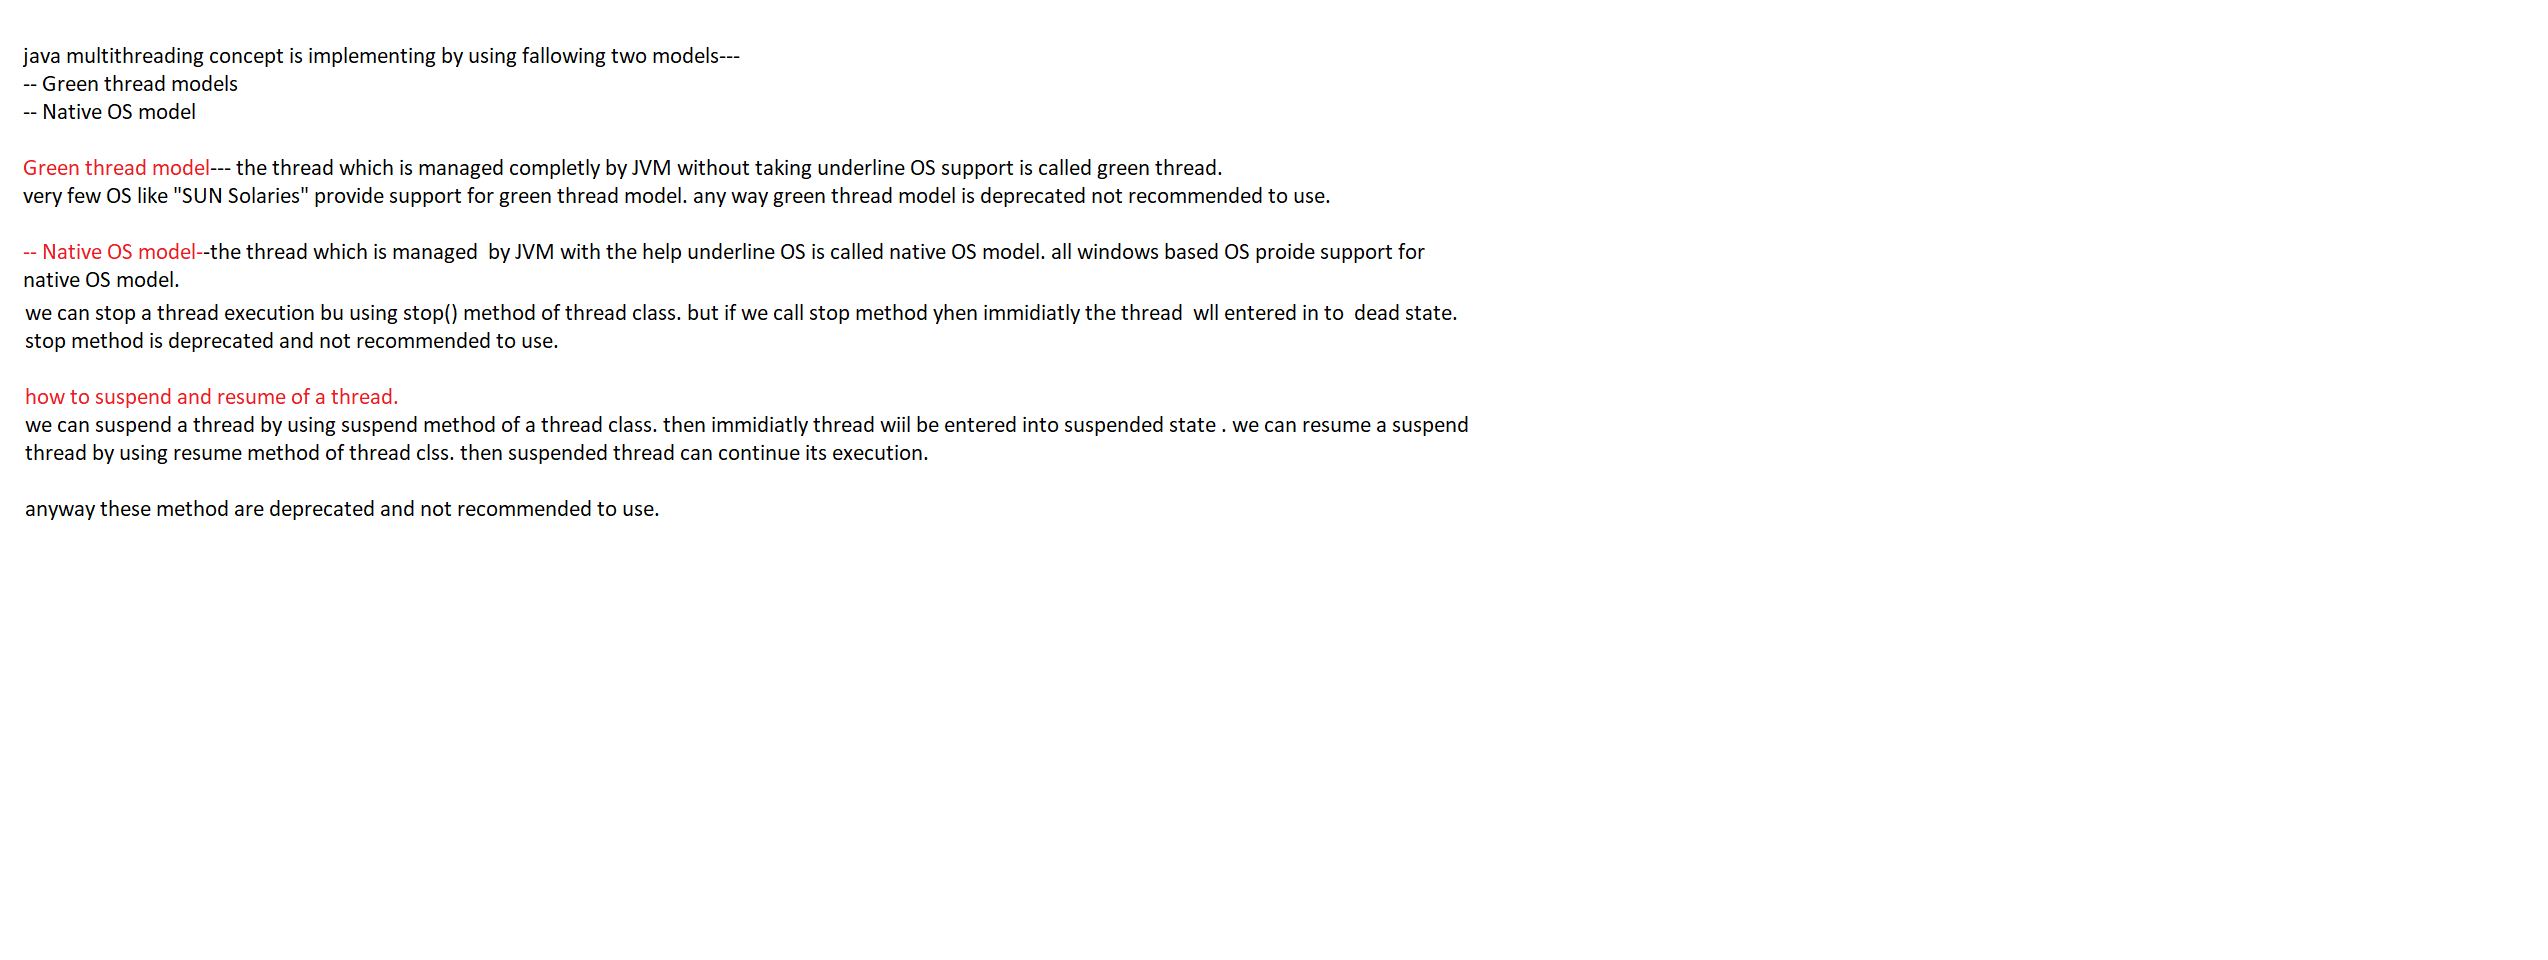 java multithreading concept is implementing by using fallowing two models---
-- Green thread models
-- Native OS model
Green thread model--- the thread which is managed completly by JVM without taking underline OS support is called green thread.
very few OS like "SUN Solaries" provide support for green thread model. any way green thread model is deprecated not recommended to use.
-- Native OS model--the thread which is managed  by JVM with the help underline OS is called native OS model. all windows based OS proide support for
native OS model.
we can stop a thread execution bu using stop() method of thread class. but if we call stop method yhen immidiatly the thread  wll entered in to  dead state.
stop method is deprecated and not recommended to use.
how to suspend and resume of a thread.
we can suspend a thread by using suspend method of a thread class. then immidiatly thread wiil be entered into suspended state . we can resume a suspend
thread by using resume method of thread clss. then suspended thread can continue its execution.
anyway these method are deprecated and not recommended to use.